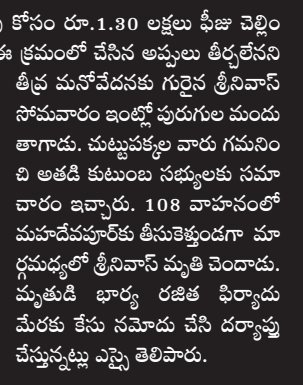 కోసం రూ.1.30 లక్షలు ఫీజు చెల్లిం
ఈ క్రమంలో చేసిన అప్పులు తీర్చలేనని
తీవ్ర మనోవేదనకు గురైన శ్రీనివాస్
సోమవారం ఇంట్లో పురుగుల మందు
తాగాడు. చుట్టుపక్కల వారు గమనిం
చి అతడి కుటుంబ సభ్యులకు సమా
చారం ఇచ్చారు. 108 వాహనంలో
మహదేవపూర్‌కు తీసుకెళ్తుండగా మా
ర్గమధ్యలో శ్రీనివాస్ మృతి చెందాడు.
మృతుడి భార్య రజిత ఫిర్యాదు
మేరకు కేసు నమోదు చేసి దర్యాప్తు
చేస్తున్నట్లు ఎస్సై తెలిపారు.